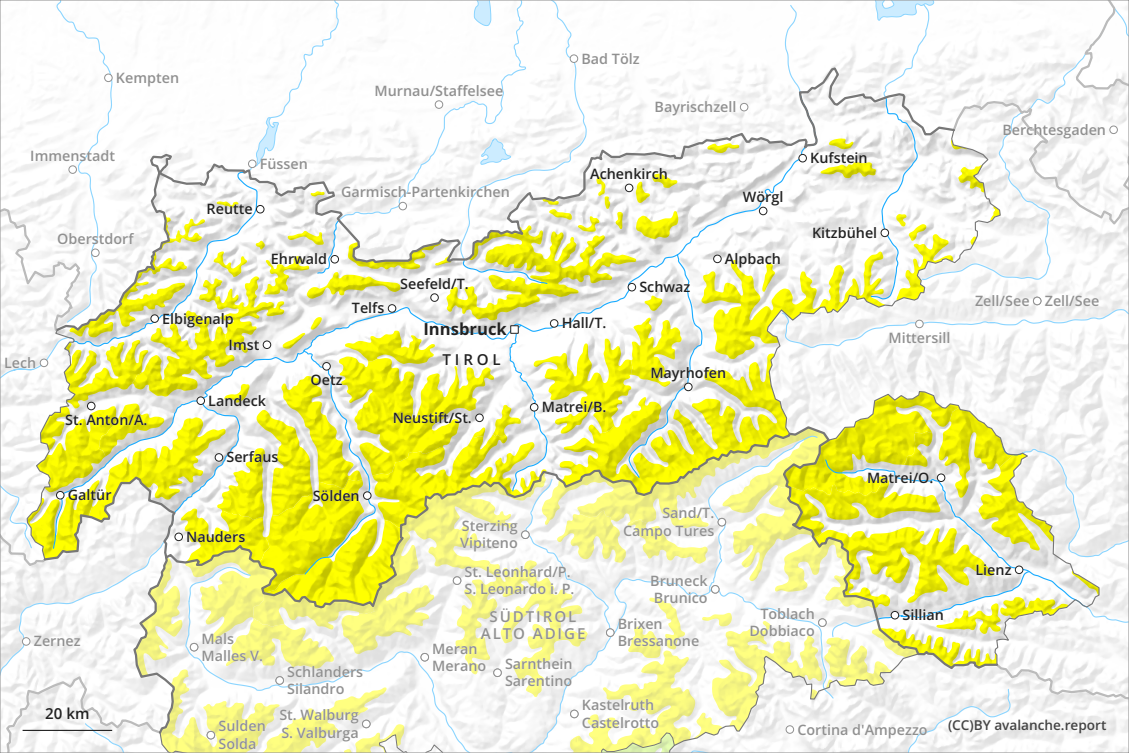 Kempten
Bad Tölz
Murnau/Staffelsee
Bayrischzell
Berchtesgaden
Immenstadt
Füssen
Kufstein
Achenkirch
Garmisch-Partenkirchen
Wörgl
Reutte
Kitzbühel
Oberstdorf
Ehrwald
Alpbach
Seefeld/T.
Schwaz
Zell/See
Zell/See
Telfs
Elbigenalp
Innsbruck
Hall/T.
Mittersill
Imst
TIROL
Lech
Oetz
Mayrhofen
Landeck
Matrei/B.
St. Anton/A.
Neustift/St.
Serfaus
Matrei/O.
Galtür
Sölden
Sand/T.
Campo Tures
Sterzing
Vipiteno
Nauders
Lienz
St. Leonhard/P.
S. Leonardo i. P.
Bruneck
Brunico
SÜDTIROL
ALTO ADIGE
Toblach
Dobbiaco
Sillian
Brixen
Bressanone
Zernez
Mals
Malles V.
Meran
Merano
Sarnthein
Sarentino
Schlanders
Silandro
Kastelruth
Castelrotto
20 km
St. Walburg
S. Valburga
Sulden
Solda
Cortina d'Ampezzo
(CC)BY avalanche.report